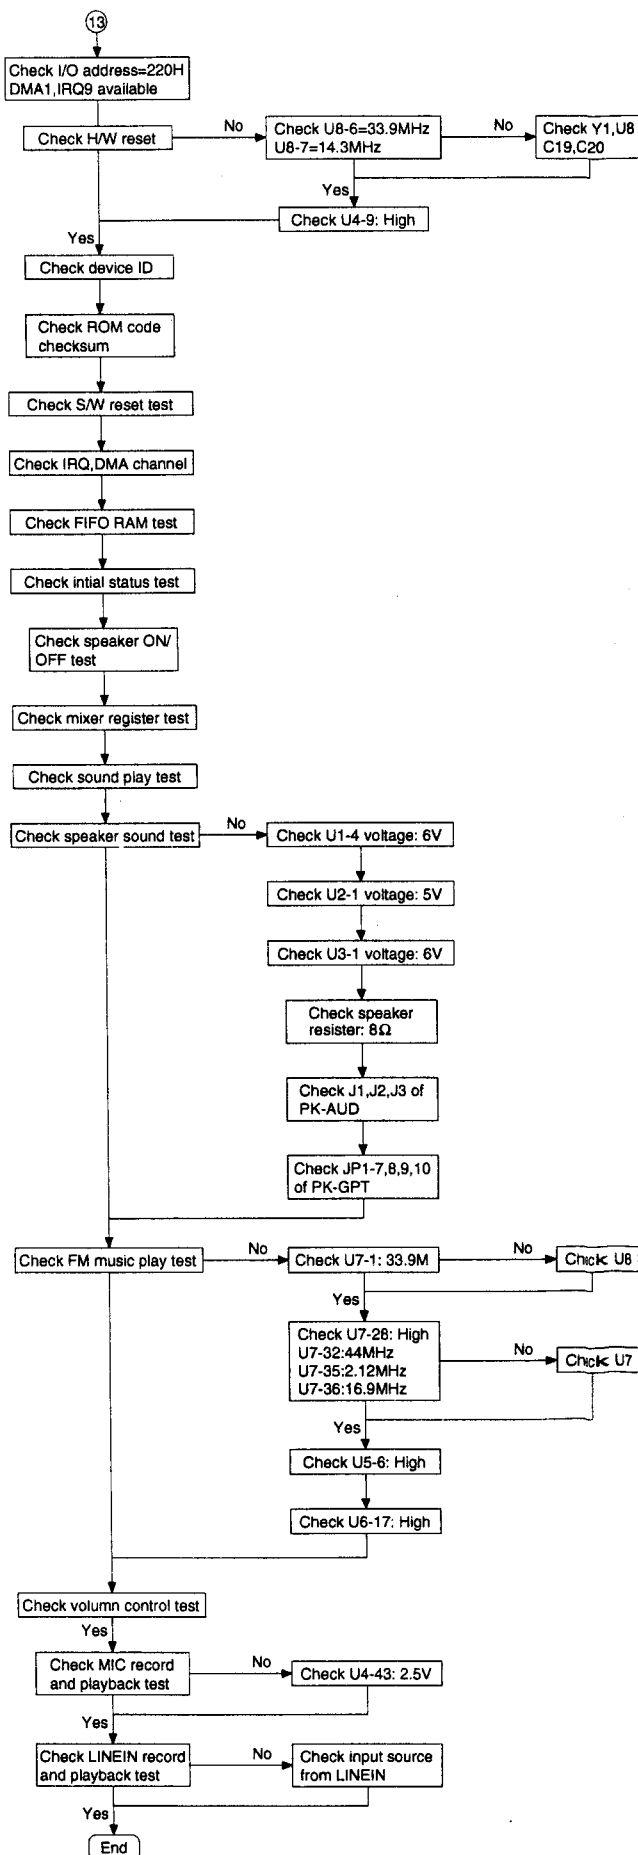 13
Check I/O address=220H
DMA1,IRQ9 available
Check H/W reset
No
Check U8-6=33.9MHz
U8-7=14.3MHz
No
Check Y1,U8
C19,C20
Yes
Check U4-9: High
Yes
Check device ID
Check ROM code
checksum
Check S/W reset test
Check IRQ,DMA channel
Check FIFO RAM test
Check intial status test
Check speaker ON/
OFF test
Check mixer register test
Check sound play test
Check speaker sound test
No
Check U1-4 voltage: 6V
Check U2-1 voltage: 5V
Check U3-1 voltage: 6V
Check speaker
resister: 8Ω
Check J1,J2,J3 of
PK-AUD
Check JP1-7,8,9,10
of PK-GPT
Check FM music play test
No
Check U7-1: 33.9M
No
Check U8
Yes
Check U7-28: High
U7-32:44MHz
U7-35:2.12MHz
U7-36:16.9MHz
No
Check U7
Yes
Check U5-6: High
Check U6-17: High
Check volumn control test
Yes
Check MIC record
and playback test
No
Check U4-43: 2.5V
Yes
Check LINEIN record
and playback test
No
Check input source
from LINEIN
Yes
End